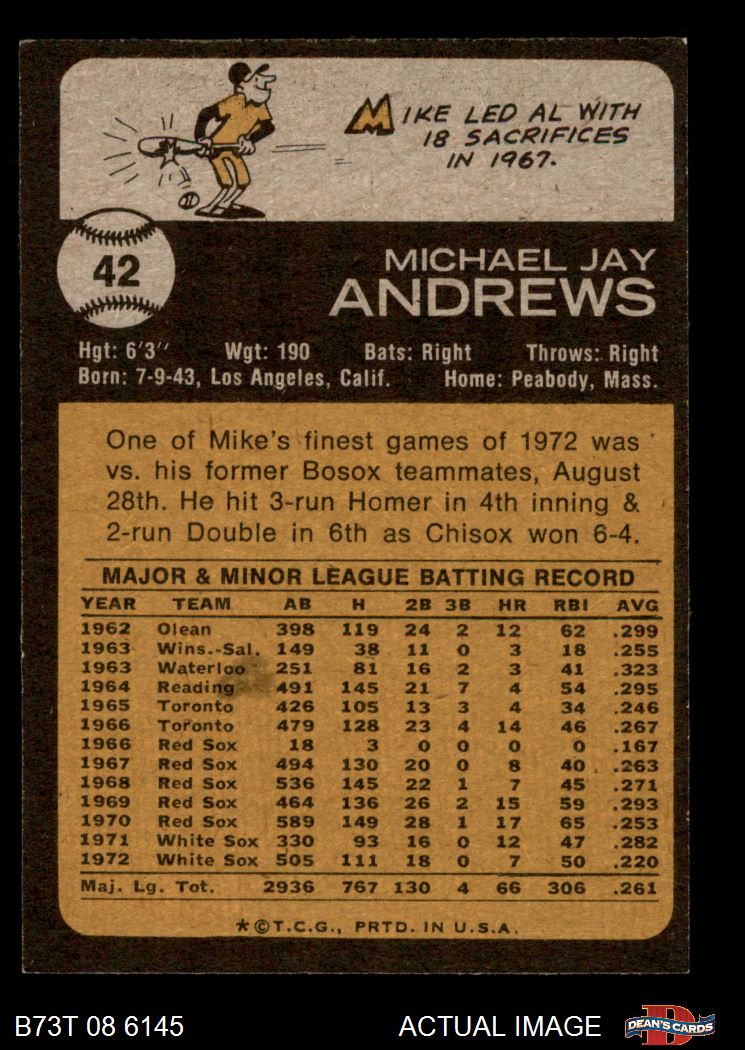 MIKE LED AL WITH
18 SACRIFICES
IN 1967.
42
MICHAEL JAY
ANDREWS
Hgt: 6'3" Wgt: 190 Bats: Right Throws: Right
Born: 7-9-43, Los Angeles, Calif. Home: Peabody, Mass.
One of Mike's finest games of 1972 was
vs. his former Bosox teammates, August
28th. He hit 3-run Homer in 4th inning &
2-run Double in 6th as Chisox won 6-4.
MAJOR & MINOR LEAGUE BATTING RECORD
YEAR TEAM AB H 2B 3B HR RBI AVG
1962 Olean 398 119 24 2 12 62 .299
1963 Wins.-Sal. 149 38 11 0 3 18 .255
1963 Waterloo 251 81 16 2 3 41 .323
1964 Reading 491 145 21 7 4 54 .295
1965 Toronto 426 105 13 3 4 34 .246
1966 Toronto 479 128 23 4 14 46 .267
1966 Red Sox 18 3 0 0 0 0 .167
1967 Red Sox 494 130 20 0 8 40 .263
1968 Red Sox 536 145 22 1 7 45 .271
1969 Red Sox 464 136 26 2 15 59 .293
1970 Red Sox 589 149 28 1 17 65 .253
1971 White Sox 330 93 16 0 12 47 .282
1972 White Sox 505 111 18 0 7 50 .220
Maj. Lg. Tot. 2936 767 130 4 66 306 .261
*©T.C.G., PRTD. IN U.S.A.
B73T 08 6145 ACTUAL IMAGE
DEAN'S CARDS